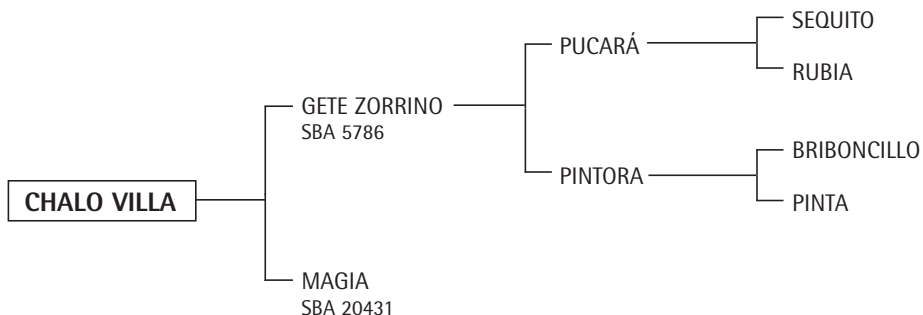 SEQUITO
PUCARÁ
RUBIA
GETE ZORRINO
SBA 5786
BRIBONCILLO
PINTORA
PINTA
CHALO VILLA
MAGIA
SBA 20431